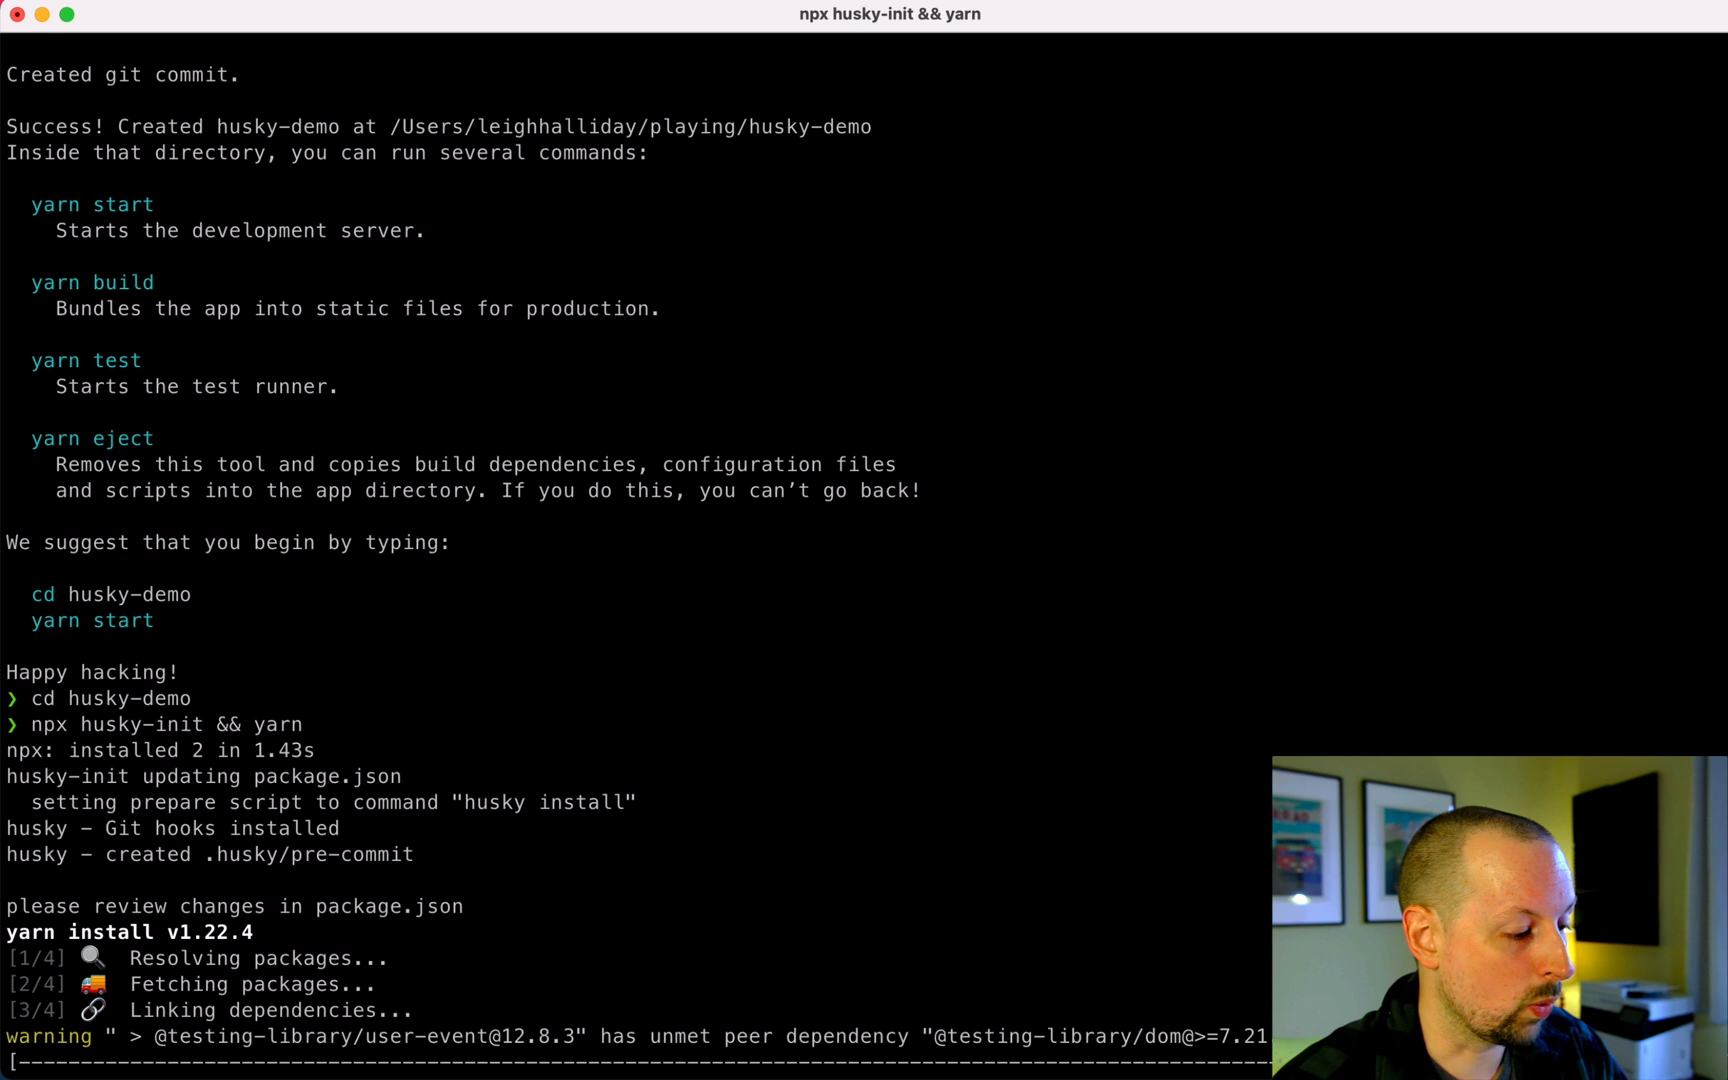 npx husky-init && yarn
Created git commit.
Success! Created husky-demo at /Users/leighhalliday/playing/husky-demo
Inside that directory, you can run several commands:
yarn start
Starts the development server.
yarn build
Bundles the app into static files for production.
yarn test
Starts the test runner.
yarn eject
Removes this tool and copies build dependencies, configuration files
and scripts into the app directory. If you do this, you can’t go back!
We suggest that you begin by typing:
cd husky-demo
yarn start
Happy hacking!
❯ cd husky-demo
❯ npx husky-init && yarn
npx: installed 2 in 1.43s
husky-init updating package.json
setting prepare script to command "husky install"
husky - Git hooks installed
husky - created .husky/pre-commit
please review changes in package.json
yarn install v1.22.4
[1/4] 🔍 Resolving packages...
[2/4] 🚚 Fetching packages...
[3/4] 🔗 Linking dependencies...
warning " > @testing-library/user-event@12.8.3" has unmet peer dependency "@testing-library/dom@>=7.21